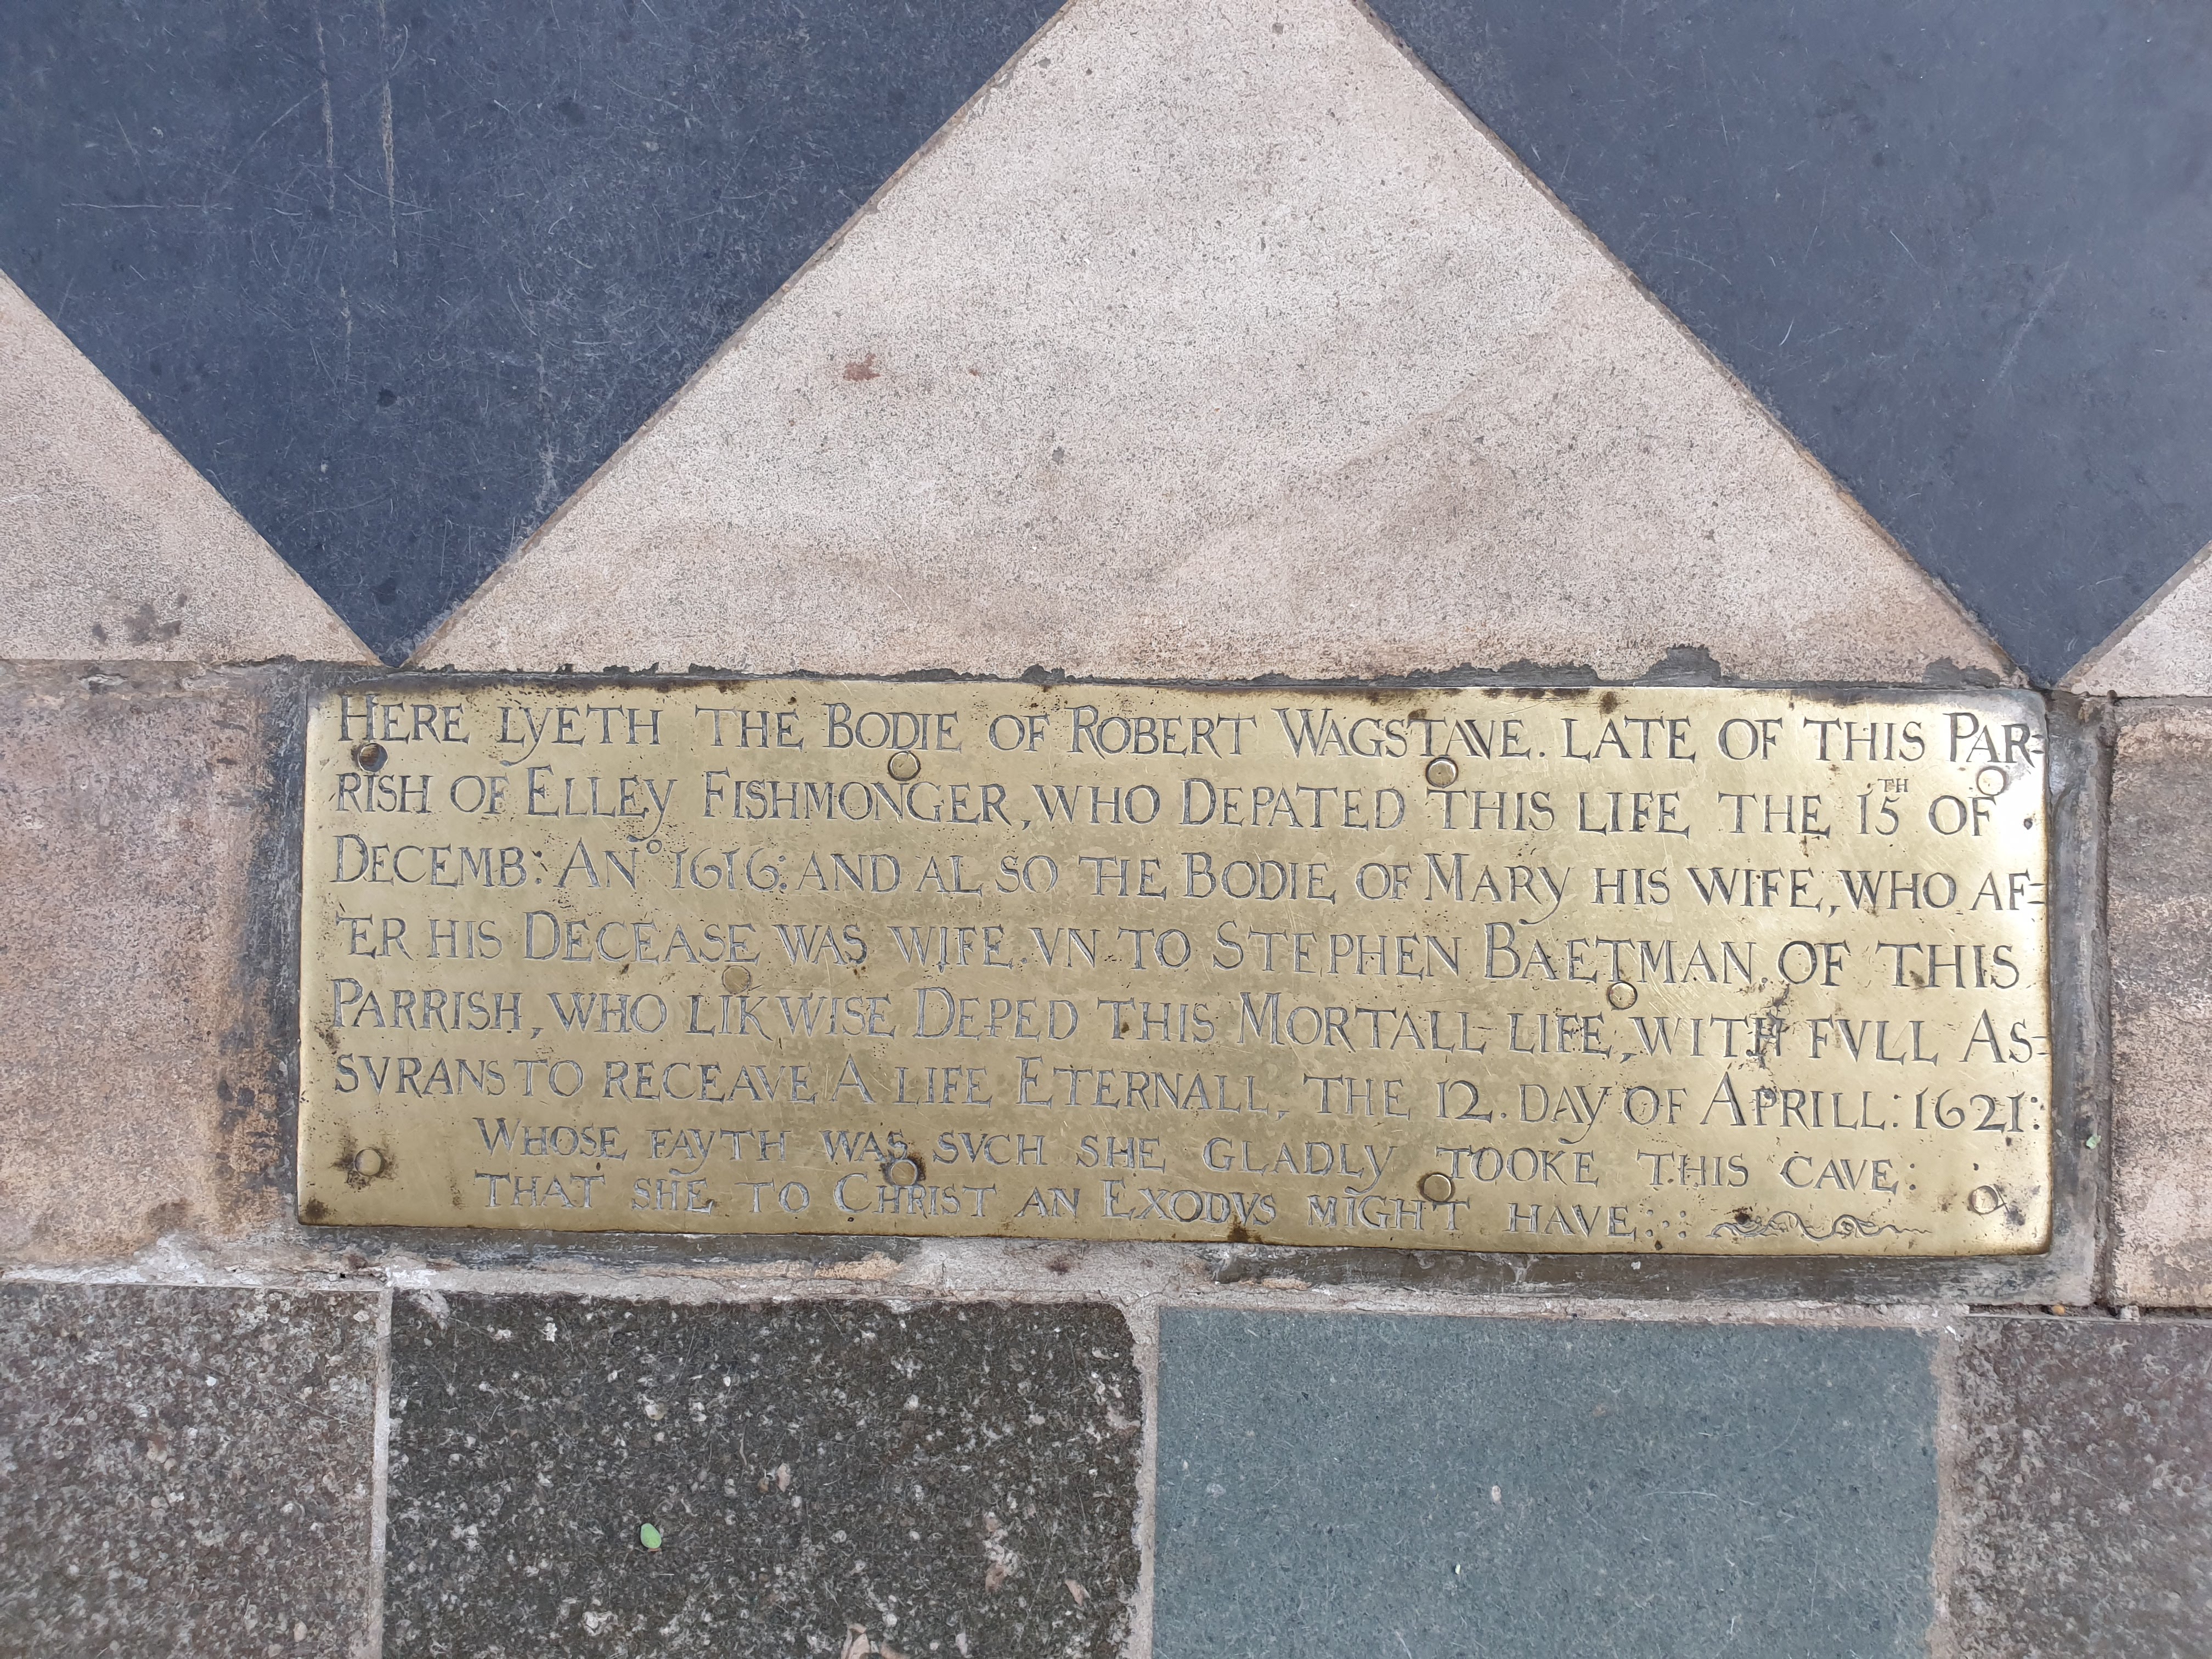 HERE LYETH THE BODIE OF ROBERT WAGSTAVE. LATE OF THIS PAR=
RISH OF ELLEY FISHMONGER, WHO DEPATED THIS LIFE THE 15TH OF
DECEMB: ANo 1616: AND AL SO THE BODIE OF MARY HIS WIFE, WHO AF=
TER HIS DECEASE WAS WIFE. VN TO STEPHEN BAETMAN. OF THIS
PARRISH, WHO LIKWISE DEPED THIS MORTALL LIFE, WITH FVLL AS=
SVRANS TO RECEAVE A LIFE ETERNALL, THE 12. DAY OF APRILL: 1621:
WHOSE FAYTH WAS SVCH SHE GLADLY TOOKE THIS CAVE:
THAT SHE TO CHRIST AN EXODVS MIGHT HAVE: